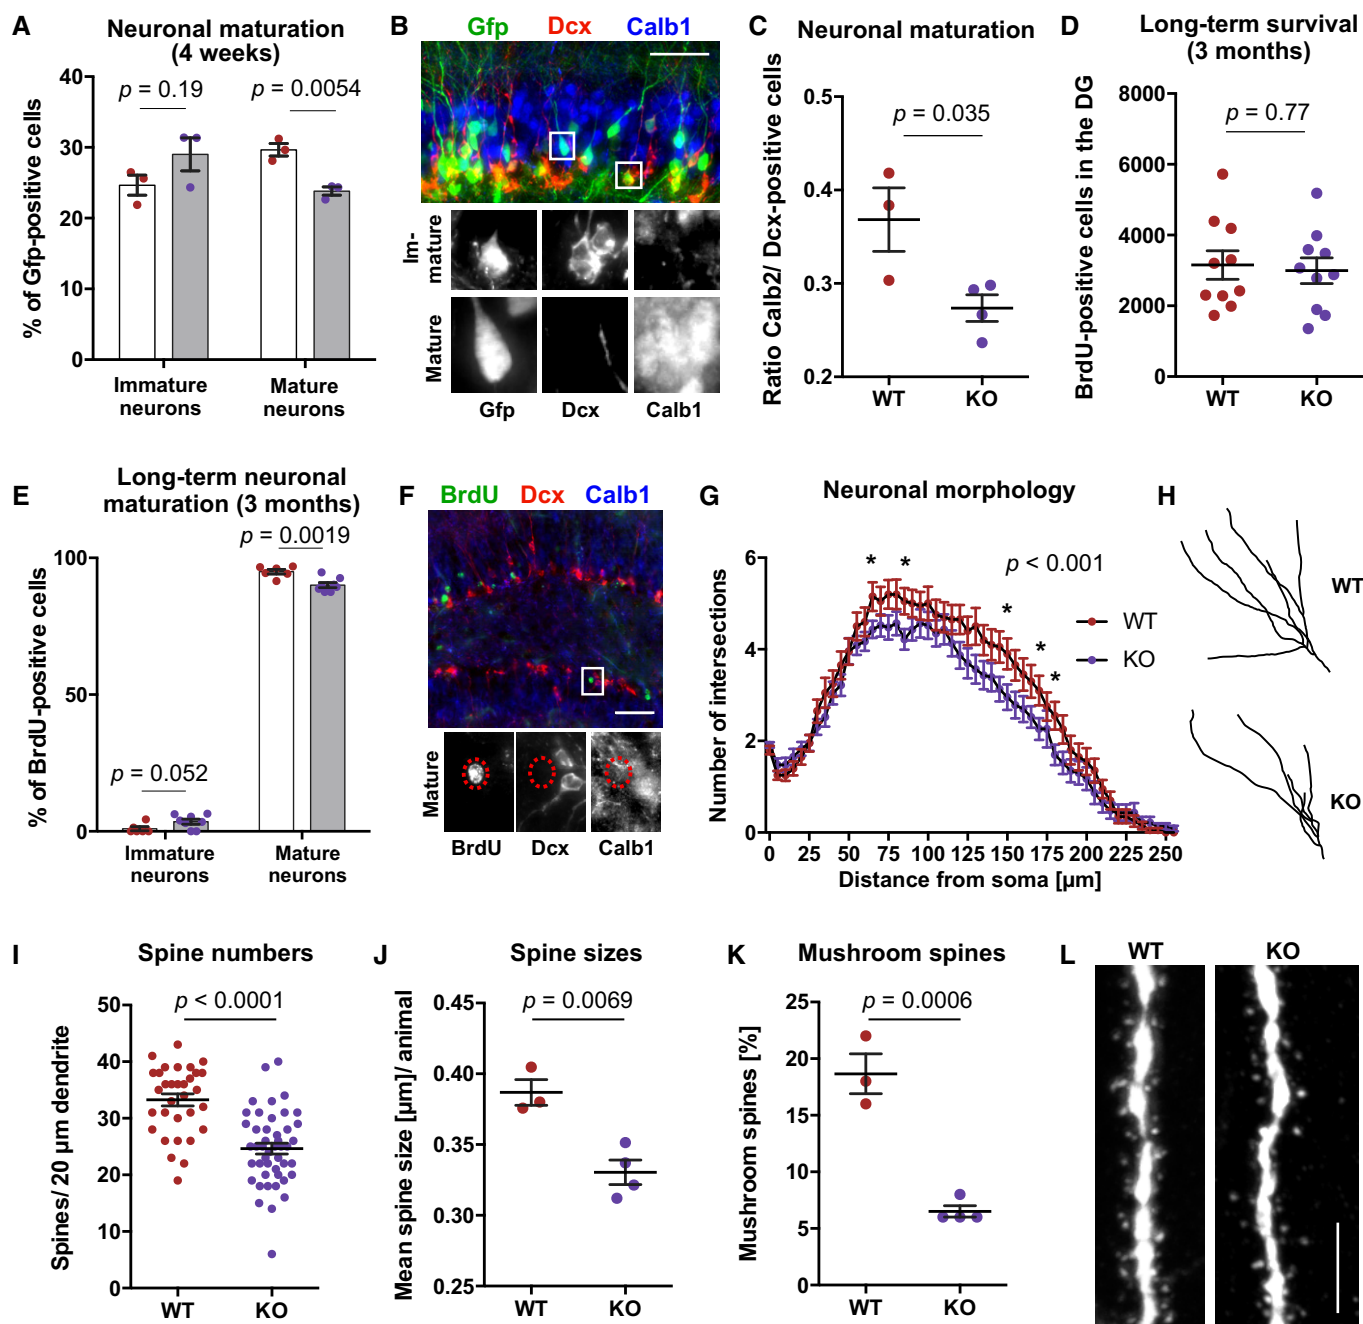 A
Neuronal maturation
(4 weeks)
% of Gfp-positive cells
40
30
20
10
0
p = 0.19
p = 0.0054
Immature
neurons
Mature
neurons
B
Gfp
Dcx
Calb1
Im-
mature
Mature
Gfp
Dcx
Calb1
C
Neuronal maturation
Ratio Calb2/ Dcx-positive cells
0.5
0.4
0.3
0.2
p = 0.035
WT
KO
D
Long-term survival
(3 months)
BrdU-positive cells in the DG
8000
6000
4000
2000
0
p = 0.77
WT
KO
E
Long-term neuronal
maturation (3 months)
% of BrdU-positive cells
100
50
0
p = 0.052
p = 0.0019
Immature
neurons
Mature
neurons
F
BrdU
Dcx
Calb1
Mature
BrdU
Dcx
Calb1
G
Neuronal morphology
Number of intersections
6
4
2
0
* * * * *
p < 0.001
WT
KO
0 25 50 75 100 125 150 175 200 225 250
Distance from soma [µm]
H
WT
KO
I
Spine numbers
Spines/ 20 µm dendrite
50
40
30
20
10
0
p < 0.0001
WT
KO
J
Spine sizes
Mean spine size [µm]/ animal
0.45
0.40
0.35
0.30
0.25
p = 0.0069
WT
KO
K
Mushroom spines
Mushroom spines [%]
25
20
15
10
5
0
p = 0.0006
WT
KO
L
WT
KO